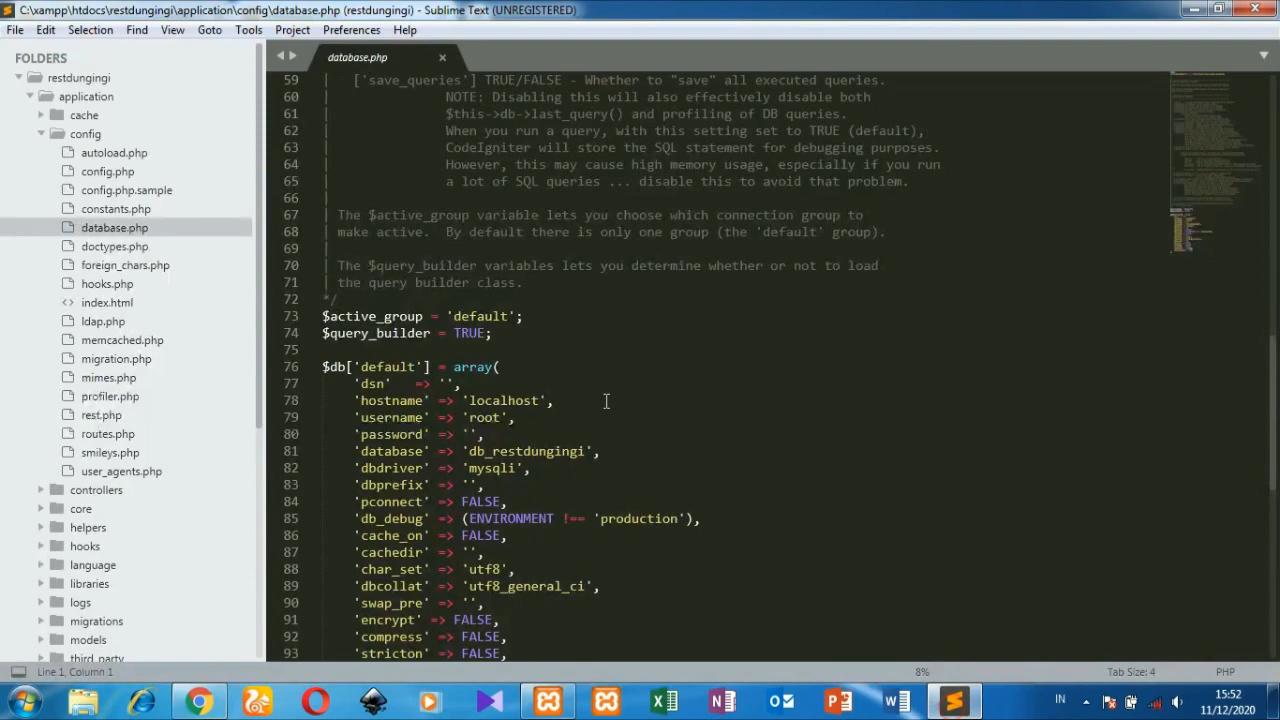 C:\xampp\htdocs\restdungingi\application\config\database.php (restdungingi) - Sublime Text (UNREGISTERED)
File Edit Selection Find View Goto Tools Project Preferences Help
FOLDERS
restdungingi
application
cache
config
autoload.php
config.php
config.php.sample
constants.php
database.php
doctypes.php
foreign_chars.php
hooks.php
index.html
ldap.php
memcached.php
migration.php
mimes.php
profiler.php
rest.php
routes.php
smileys.php
user_agents.php
controllers
core
helpers
hooks
language
libraries
logs
migrations
models
third_party
database.php
59 | ['save_queries'] TRUE/FALSE - Whether to "save" all executed queries.
60 | NOTE: Disabling this will also effectively disable both
61 | $this->db->last_query() and profiling of DB queries.
62 | When you run a query, with this setting set to TRUE (default),
63 | CodeIgniter will store the SQL statement for debugging purposes.
64 | However, this may cause high memory usage, especially if you run
65 | a lot of SQL queries ... disable this to avoid that problem.
66 |
67 | The $active_group variable lets you choose which connection group to
68 | make active.  By default there is only one group (the 'default' group).
69 |
70 | The $query_builder variables lets you determine whether or not to load
71 | the query builder class.
72 */
73 $active_group = 'default';
74 $query_builder = TRUE;
75
76 $db['default'] = array(
77 'dsn'   => '',
78 'hostname' => 'localhost',
79 'username' => 'root',
80 'password' => '',
81 'database' => 'db_restdungingi',
82 'dbdriver' => 'mysqli',
83 'dbprefix' => '',
84 'pconnect' => FALSE,
85 'db_debug' => (ENVIRONMENT !== 'production'),
86 'cache_on' => FALSE,
87 'cachedir' => '',
88 'char_set' => 'utf8',
89 'dbcollat' => 'utf8_general_ci',
90 'swap_pre' => '',
91 'encrypt' => FALSE,
92 'compress' => FALSE,
93 'stricton' => FALSE,
Line 1, Column 1 8% Tab Size: 4 PHP
IN 15:52
11/12/2020